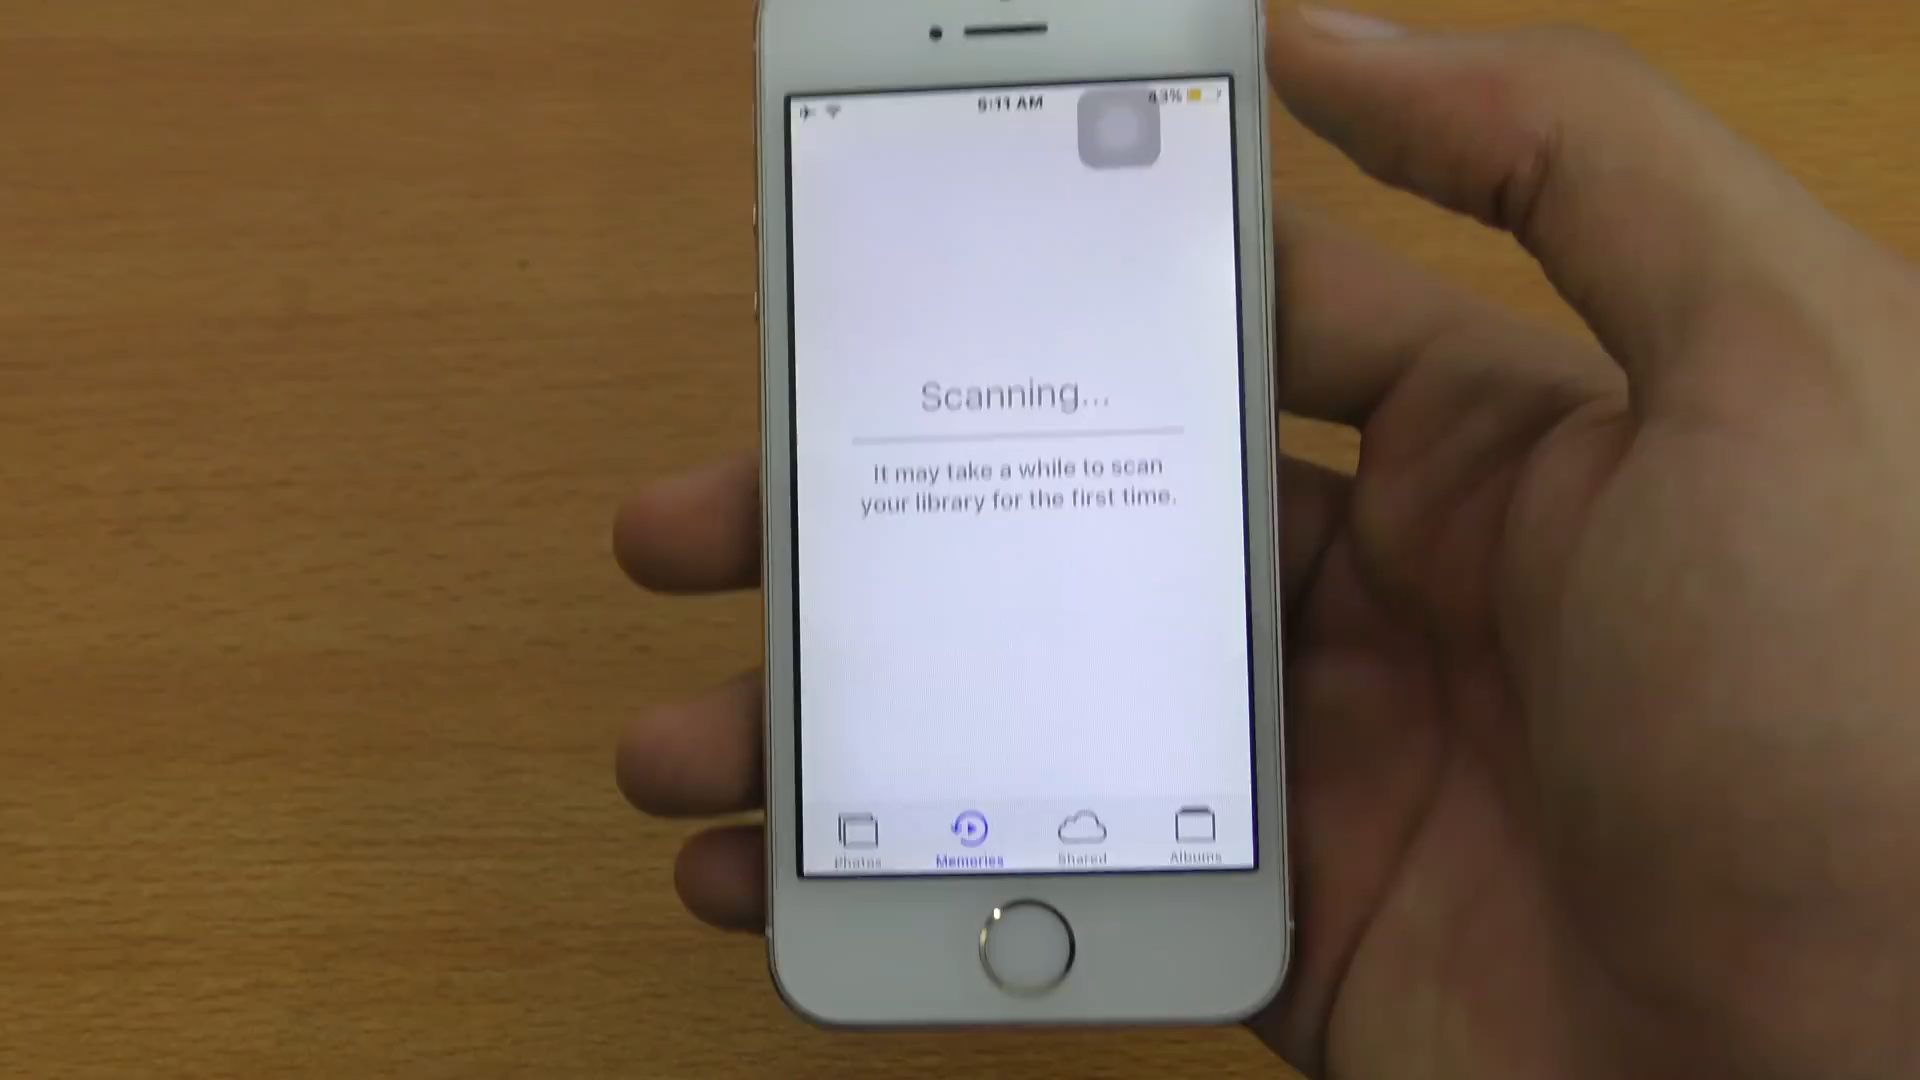 9:11 AM
43%
Scanning...
It may take a while to scan
your library for the first time.
Photos
Memories
Shared
Albums